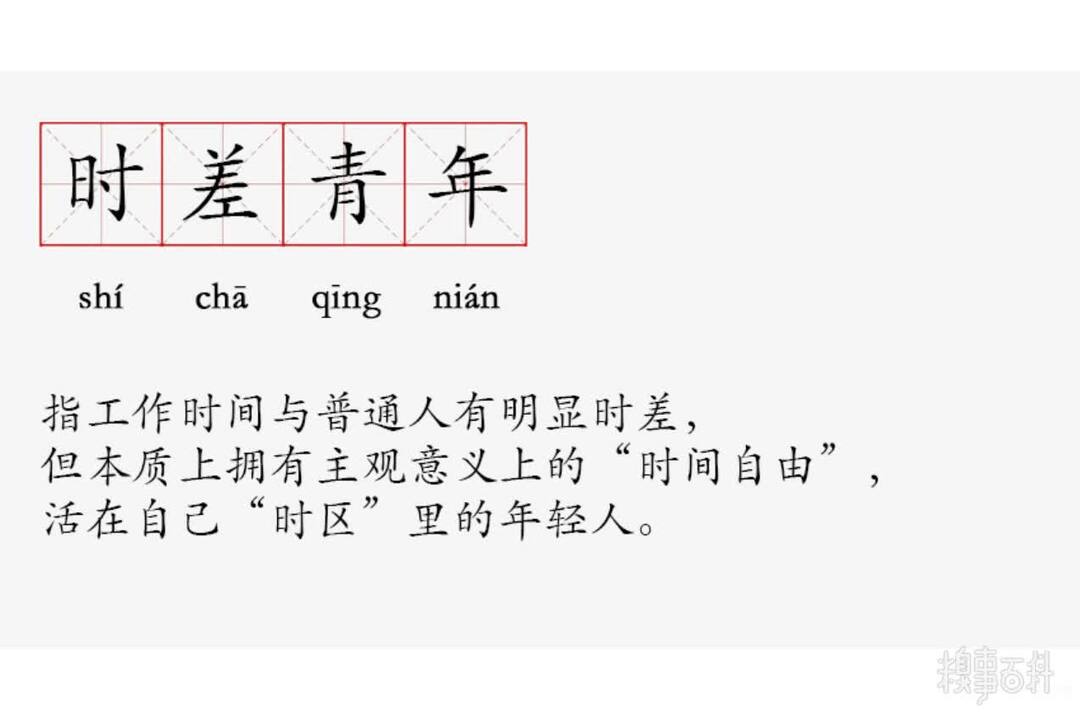 时差青年
shí chā qīng nián
指工作时间与普通人有明显时差，
但本质上拥有主观意义上的“时间自由”，
活在自己“时区”里的年轻人。
糗事百科